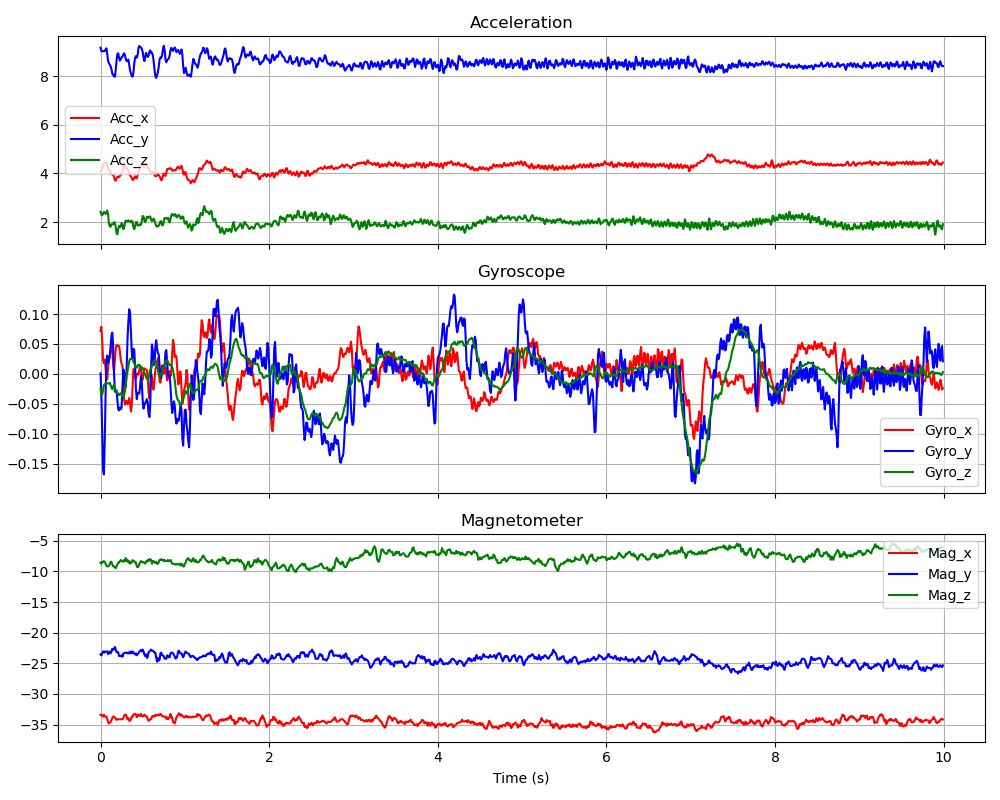 Acceleration
8
6
4
2
Acc_x
Acc_y
Acc_z
Gyroscope
0.10
0.05
0.00
−0.05
−0.10
−0.15
Gyro_x
Gyro_y
Gyro_z
Magnetometer
−5
−10
−15
−20
−25
−30
−35
Mag_x
Mag_y
Mag_z
0 2 4 6 8 10
Time (s)